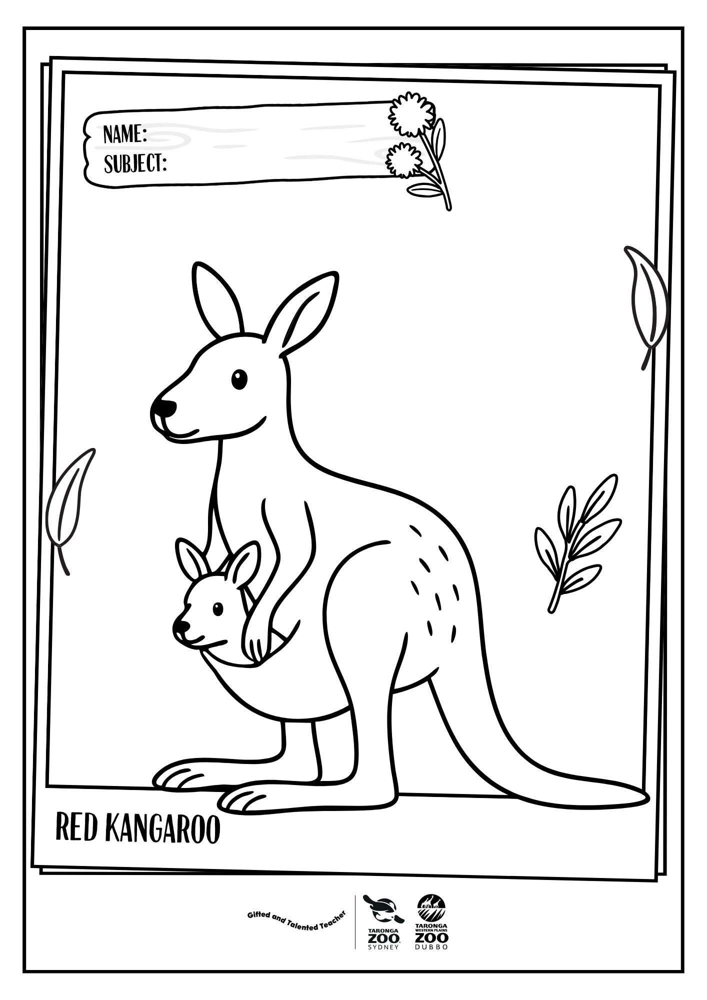 NAME:
SUBJECT:
RED KANGAROO
Gifted and Talented Teacher
TARONGA
ZOO
SYDNEY
TARONGA
WESTERN PLAINS
ZOO
DUBBO